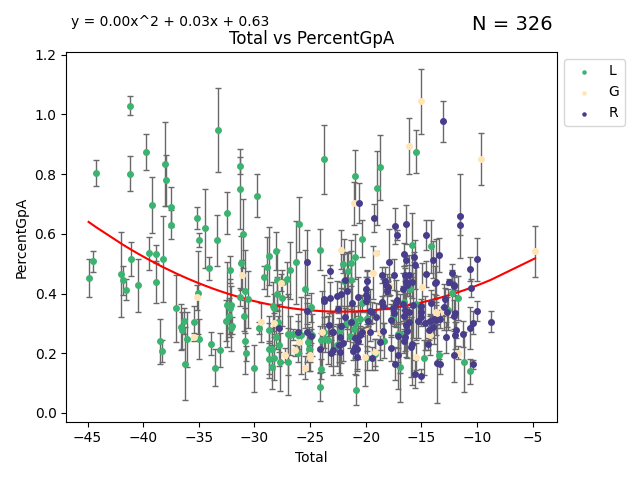 y = 0.00x^2 + 0.03x + 0.63
N = 326
Total vs PercentGpA
L
G
R
PercentGpA
1.2
1.0
0.8
0.6
0.4
0.2
0.0
−45 −40 −35 −30 −25 −20 −15 −10 −5
Total